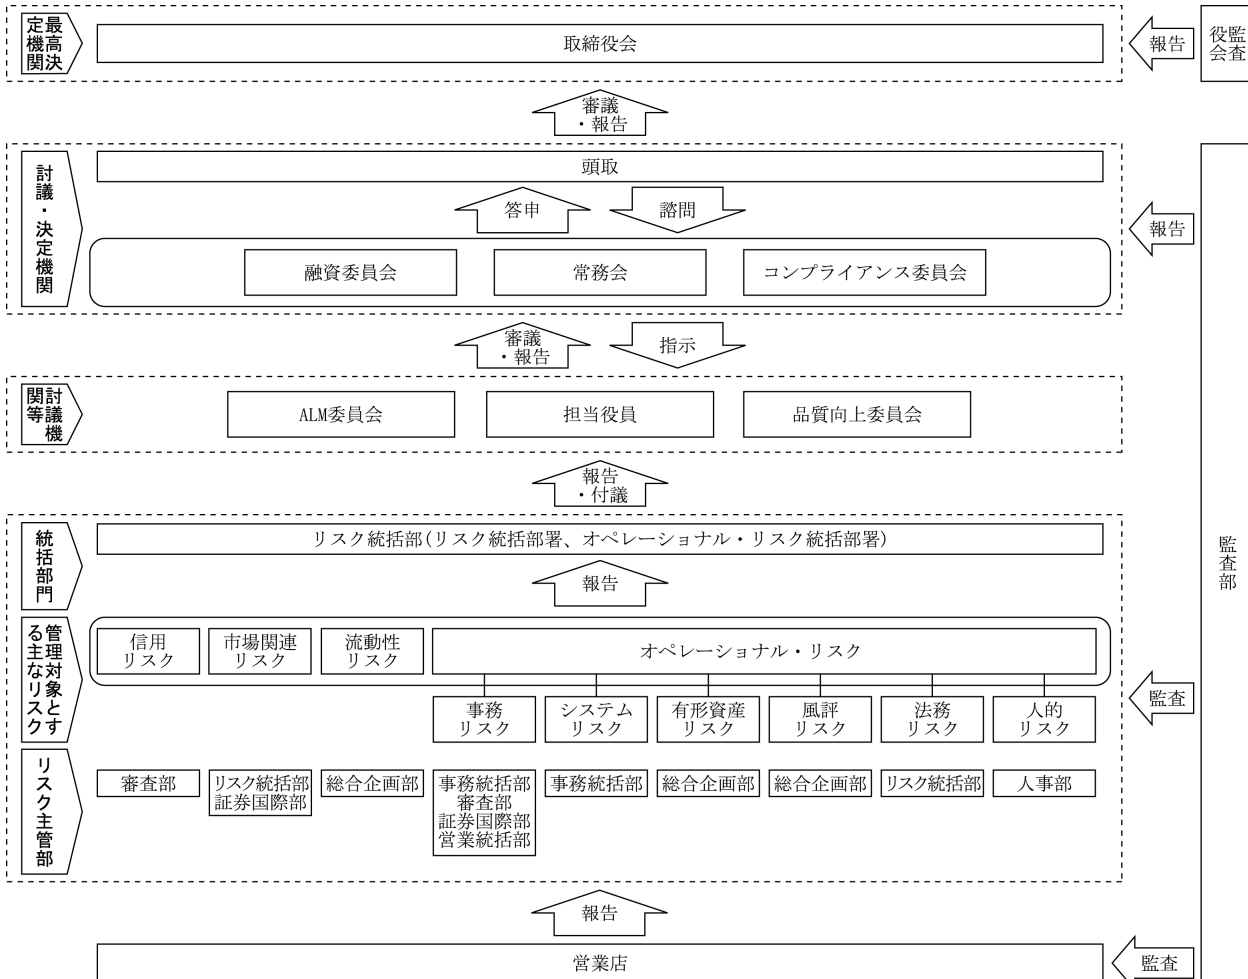 最高決
定機関
取締役会
報告
監査
役会
審議
・報告
討議・決定機関
頭取
答申
諮問
報告
融資委員会
常務会
コンプライアンス委員会
審議
・報告
指示
討議機
関等
ALM委員会
担当役員
品質向上委員会
報告
・付議
統括部門
リスク統括部(リスク統括部署、オペレーショナル・リスク統括部署)
報告
監査部
管理対象とす
る主なリスク
信用
リスク
市場関連
リスク
流動性
リスク
オペレーショナル・リスク
事務
リスク
システム
リスク
有形資産
リスク
風評
リスク
法務
リスク
人的
リスク
監査
リスク主管部
審査部
リスク統括部
証券国際部
総合企画部
事務統括部
審査部
証券国際部
営業統括部
事務統括部
総合企画部
総合企画部
リスク統括部
人事部
報告
営業店
監査